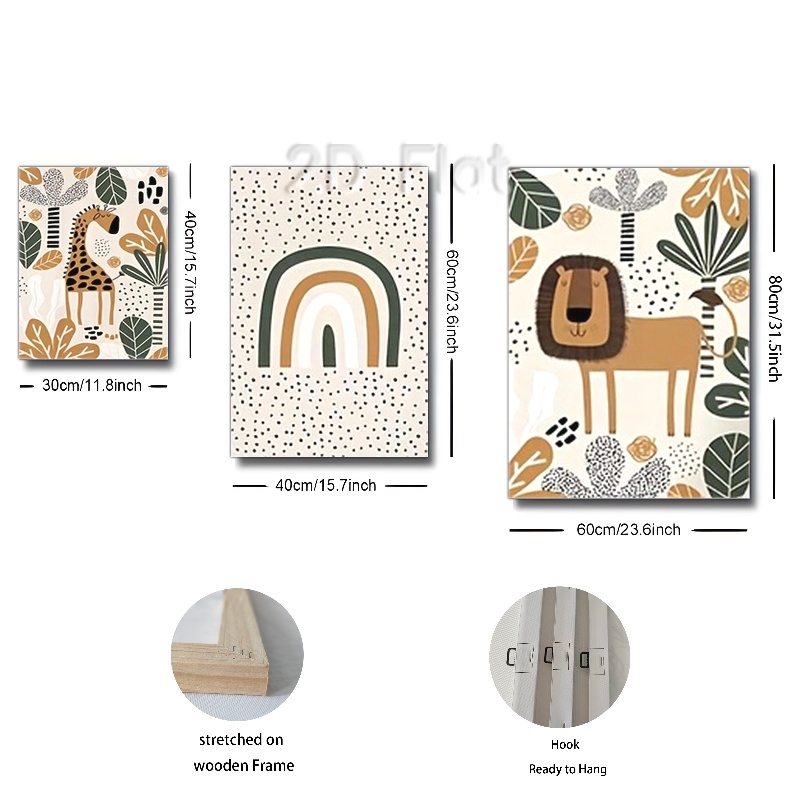 2D Flat
40cm/15.7inch
30cm/11.8inch
60cm/23.6inch
40cm/15.7inch
80cm/31.5inch
60cm/23.6inch
stretched on
wooden Frame
Hook
Ready to Hang